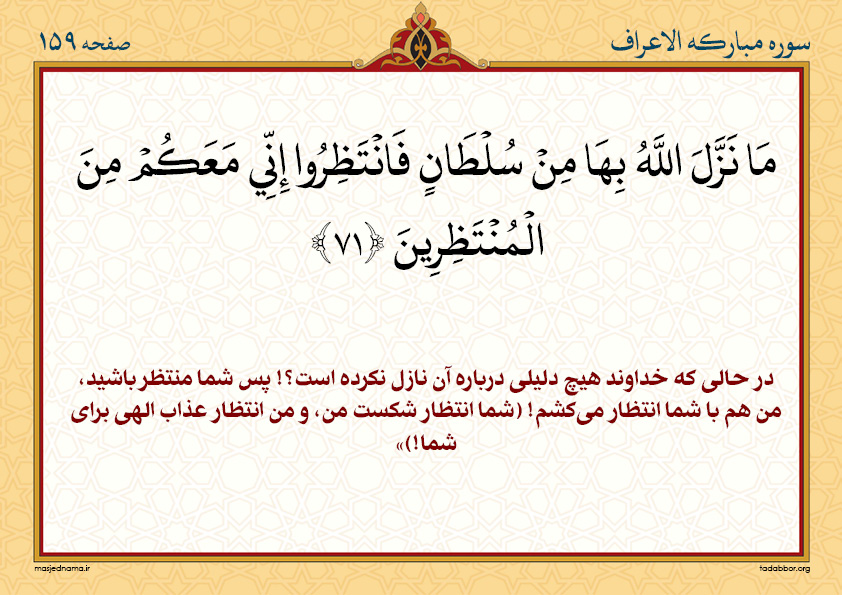 سوره مبارکه الاعراف
صفحه ۱۵۹
مَا نَزَّلَ اللَّهُ بِهَا مِنْ سُلْطَانٍ فَانْتَظِرُوا إِنِّي مَعَكُمْ مِنَ
الْمُنْتَظِرِينَ ﴿۷۱﴾
در حالی که خداوند هیچ دلیلی درباره آن نازل نکرده است؟! پس شما منتظر باشید،
من هم با شما انتظار می‌کشم! (شما انتظار شکست من، و من انتظار عذاب الهی برای
شما!)»
masjednama.ir
tadabbor.org